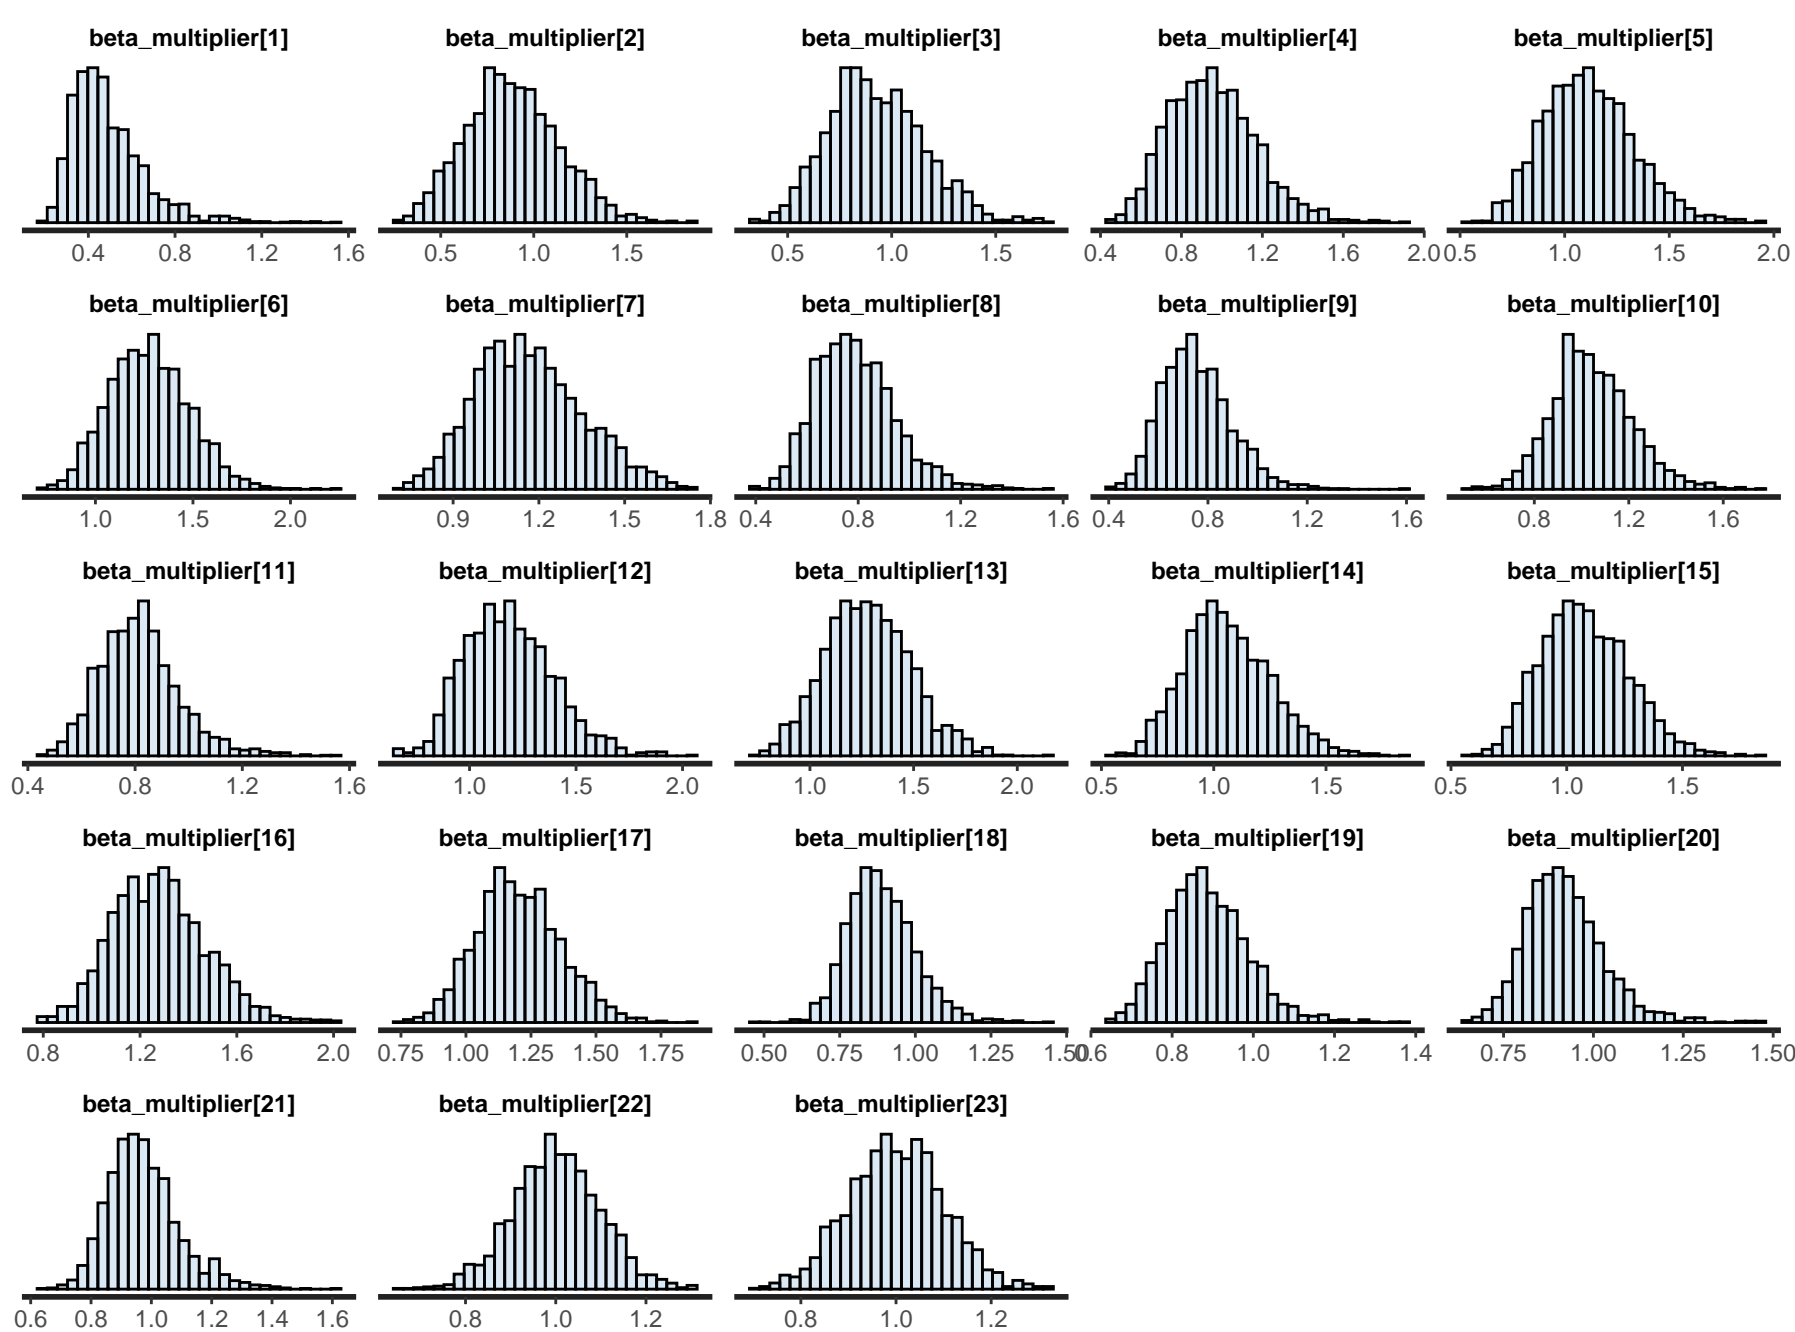 beta_multiplier[1] beta_multiplier[2] beta_multiplier[3] beta_multiplier[4] beta_multiplier[5]
0.4 0.8 1.2 1.6 0.5 1.0 1.5 0.5 1.0 1.5 0.4 0.8 1.2 1.6 2.0 0.5 1.0 1.5 2.0
beta_multiplier[6] beta_multiplier[7] beta_multiplier[8] beta_multiplier[9] beta_multiplier[10]
1.0 1.5 2.0 0.9 1.2 1.5 1.8 0.4 0.8 1.2 1.6 0.4 0.8 1.2 1.6 0.8 1.2 1.6
beta_multiplier[11] beta_multiplier[12] beta_multiplier[13] beta_multiplier[14] beta_multiplier[15]
0.4 0.8 1.2 1.6 1.0 1.5 2.0 1.0 1.5 2.0 0.5 1.0 1.5 0.5 1.0 1.5
beta_multiplier[16] beta_multiplier[17] beta_multiplier[18] beta_multiplier[19] beta_multiplier[20]
0.8 1.2 1.6 2.0 0.75 1.00 1.25 1.50 1.75 0.50 0.75 1.00 1.25 1.50 0.6 0.8 1.0 1.2 1.4 0.75 1.00 1.25 1.50
beta_multiplier[21] beta_multiplier[22] beta_multiplier[23]
0.6 0.8 1.0 1.2 1.4 1.6 0.8 1.0 1.2 0.8 1.0 1.2